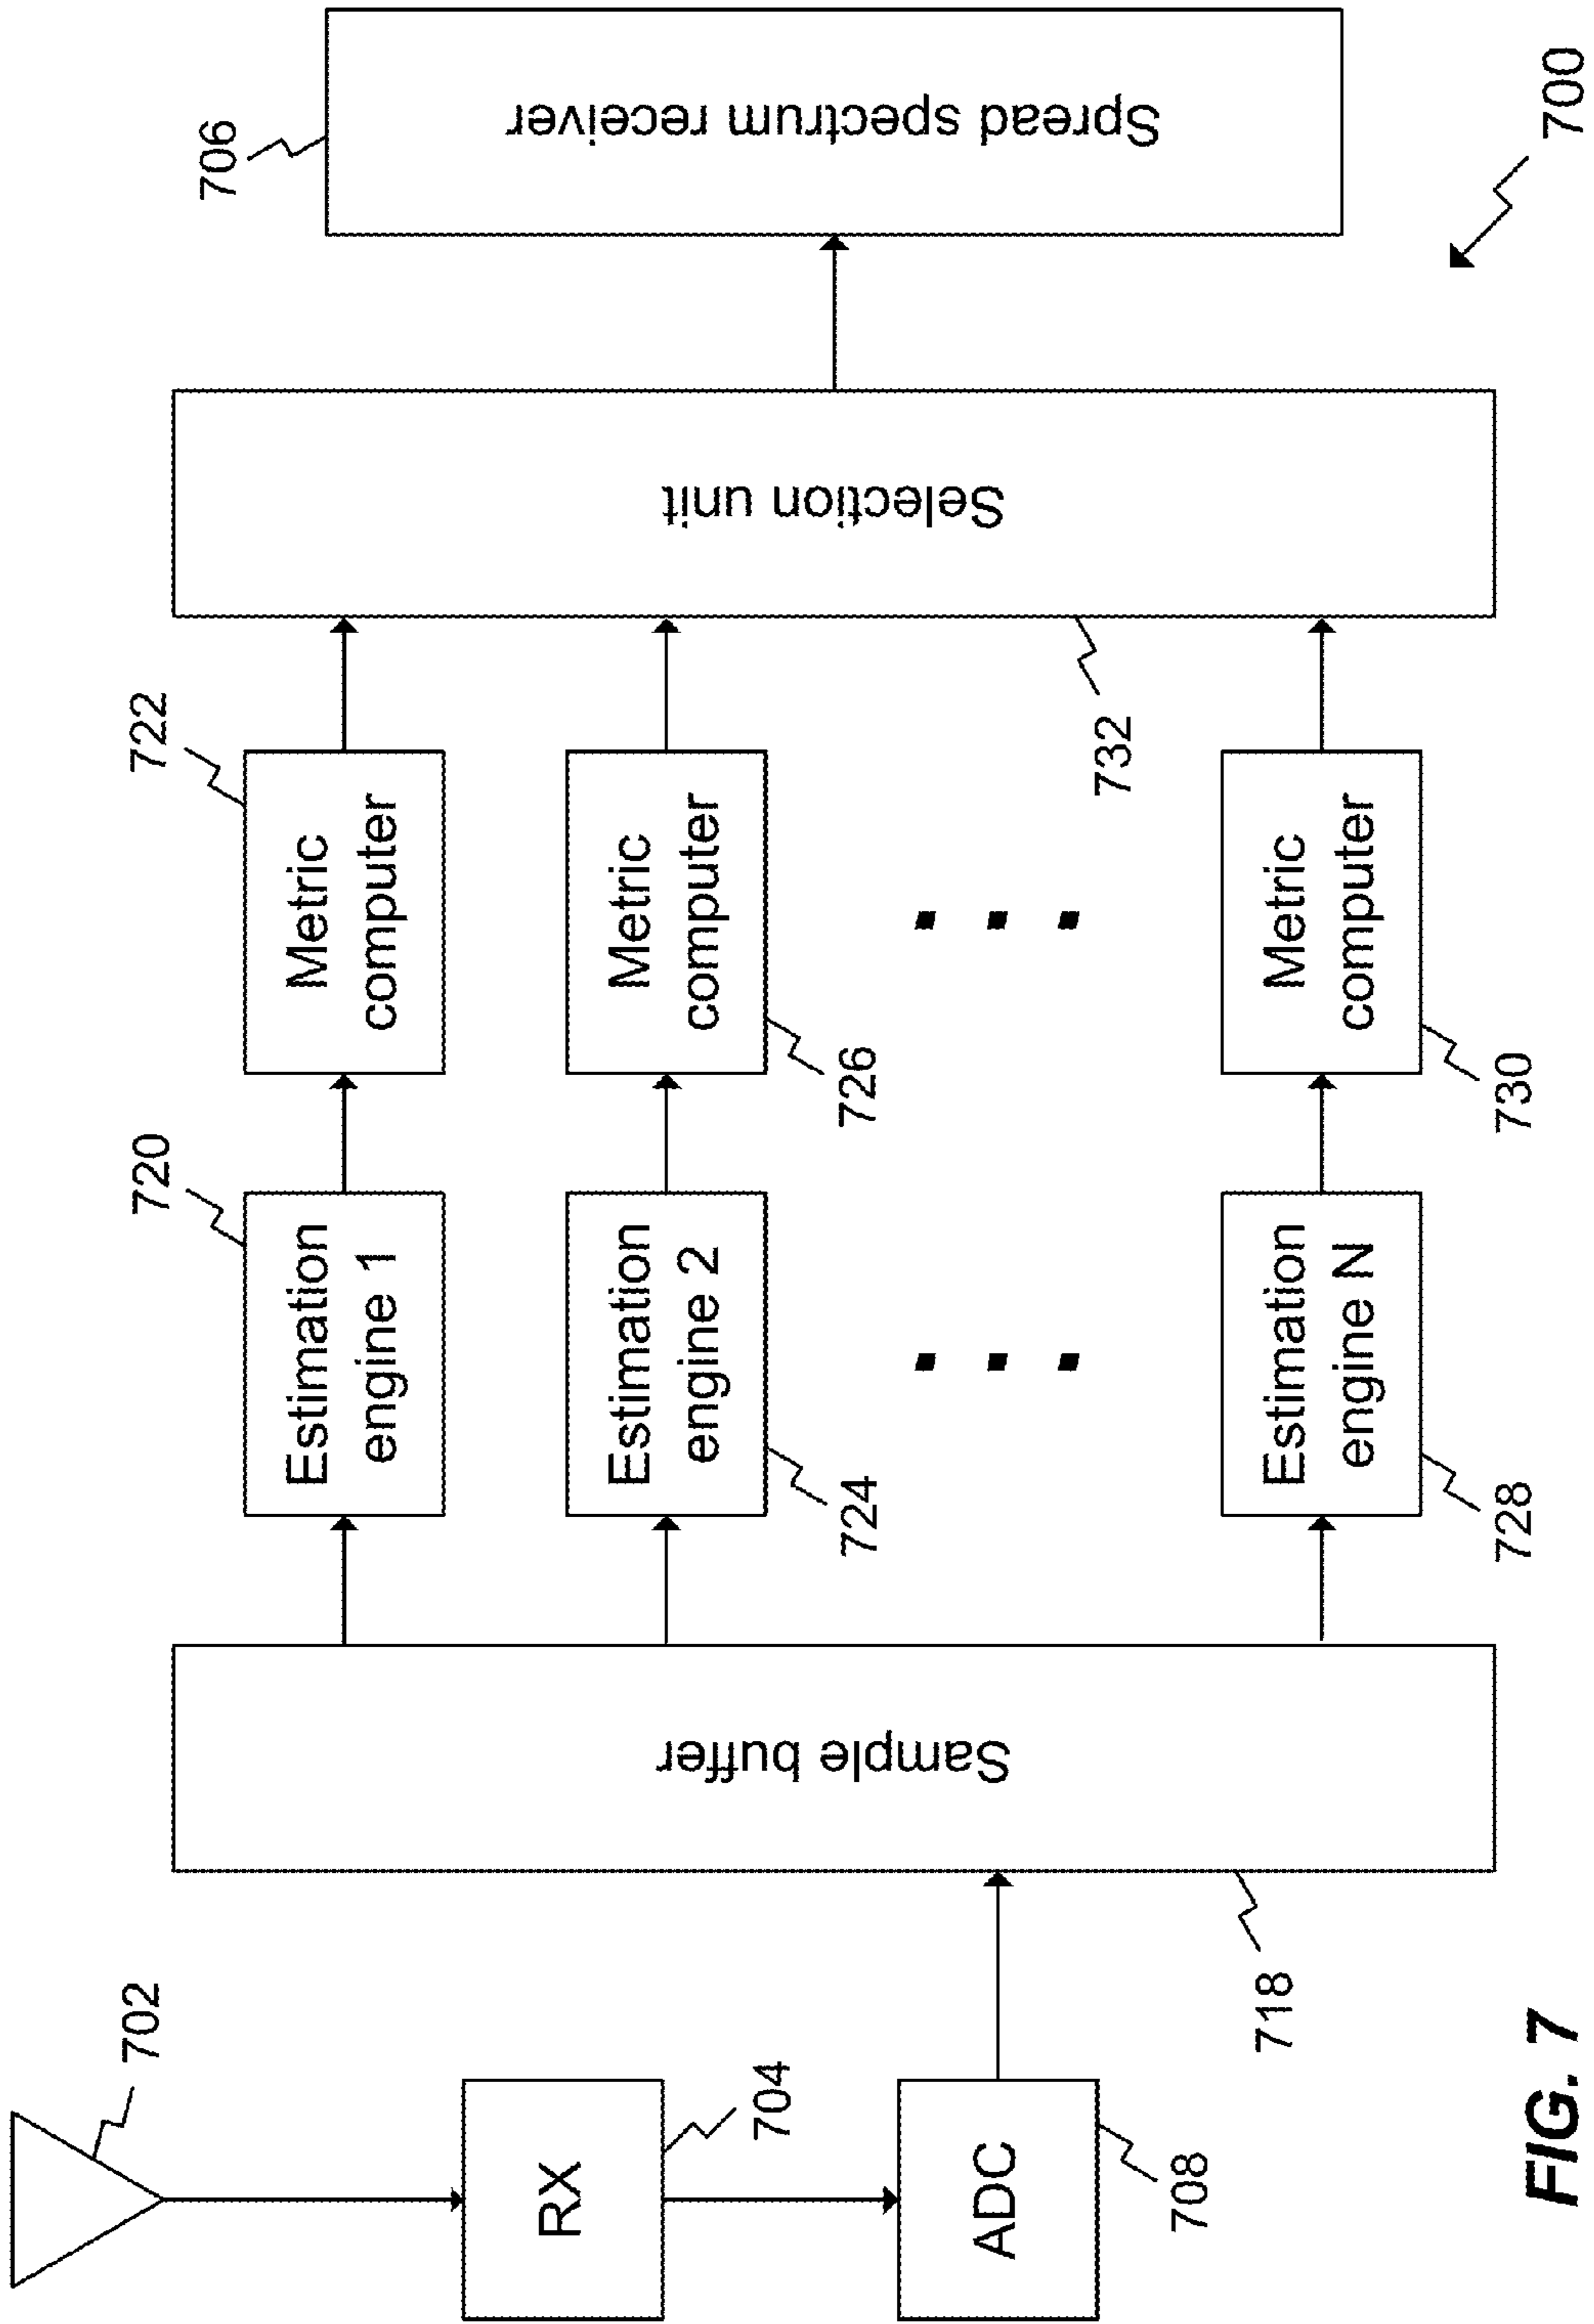 702
RX
704
ADC
708
Sample buffer
718
Estimation
engine 1
720
Estimation
engine 2
724
. . .
Estimation
engine N
728
Metric
computer
722
Metric
computer
726
. . .
Metric
computer
730
Selection unit
732
Spread spectrum receiver
706
700
FIG. 7